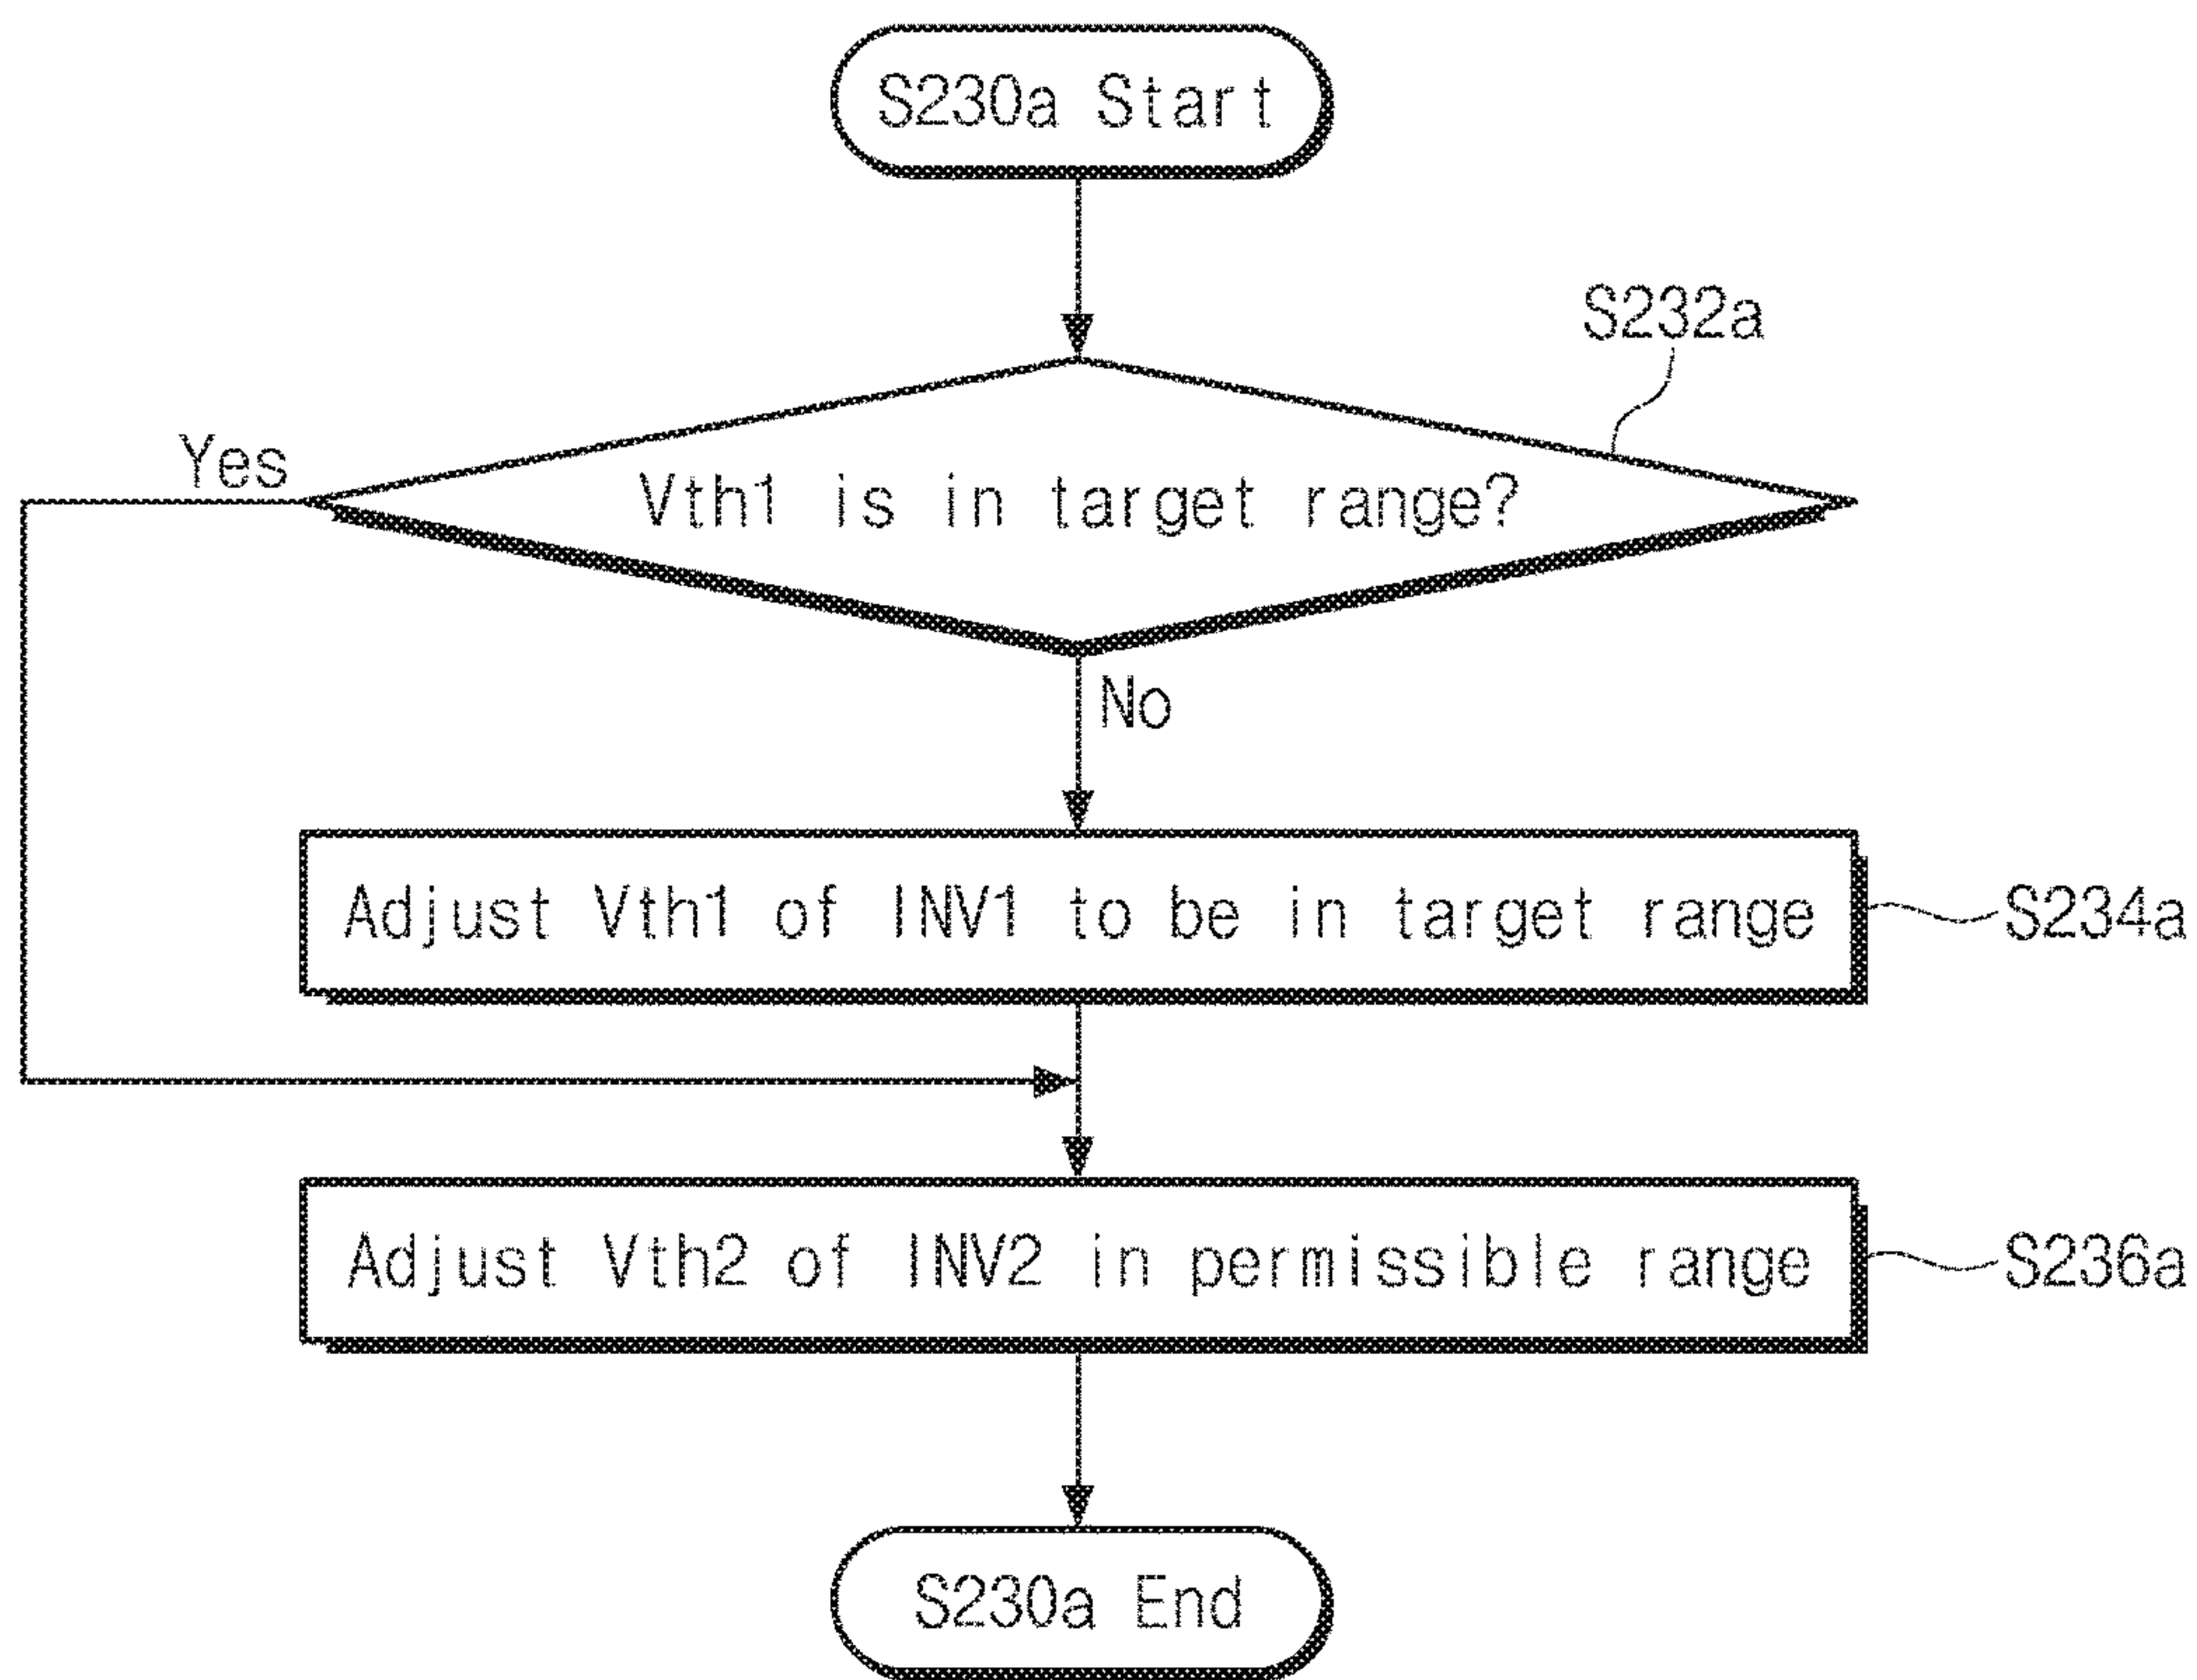 S230a Start
S232a
Yes
Vth1 is in target range?
No
Adjust Vth1 of INV1 to be in target range
S234a
Adjust Vth2 of INV2 in permissible range
S236a
S230a End